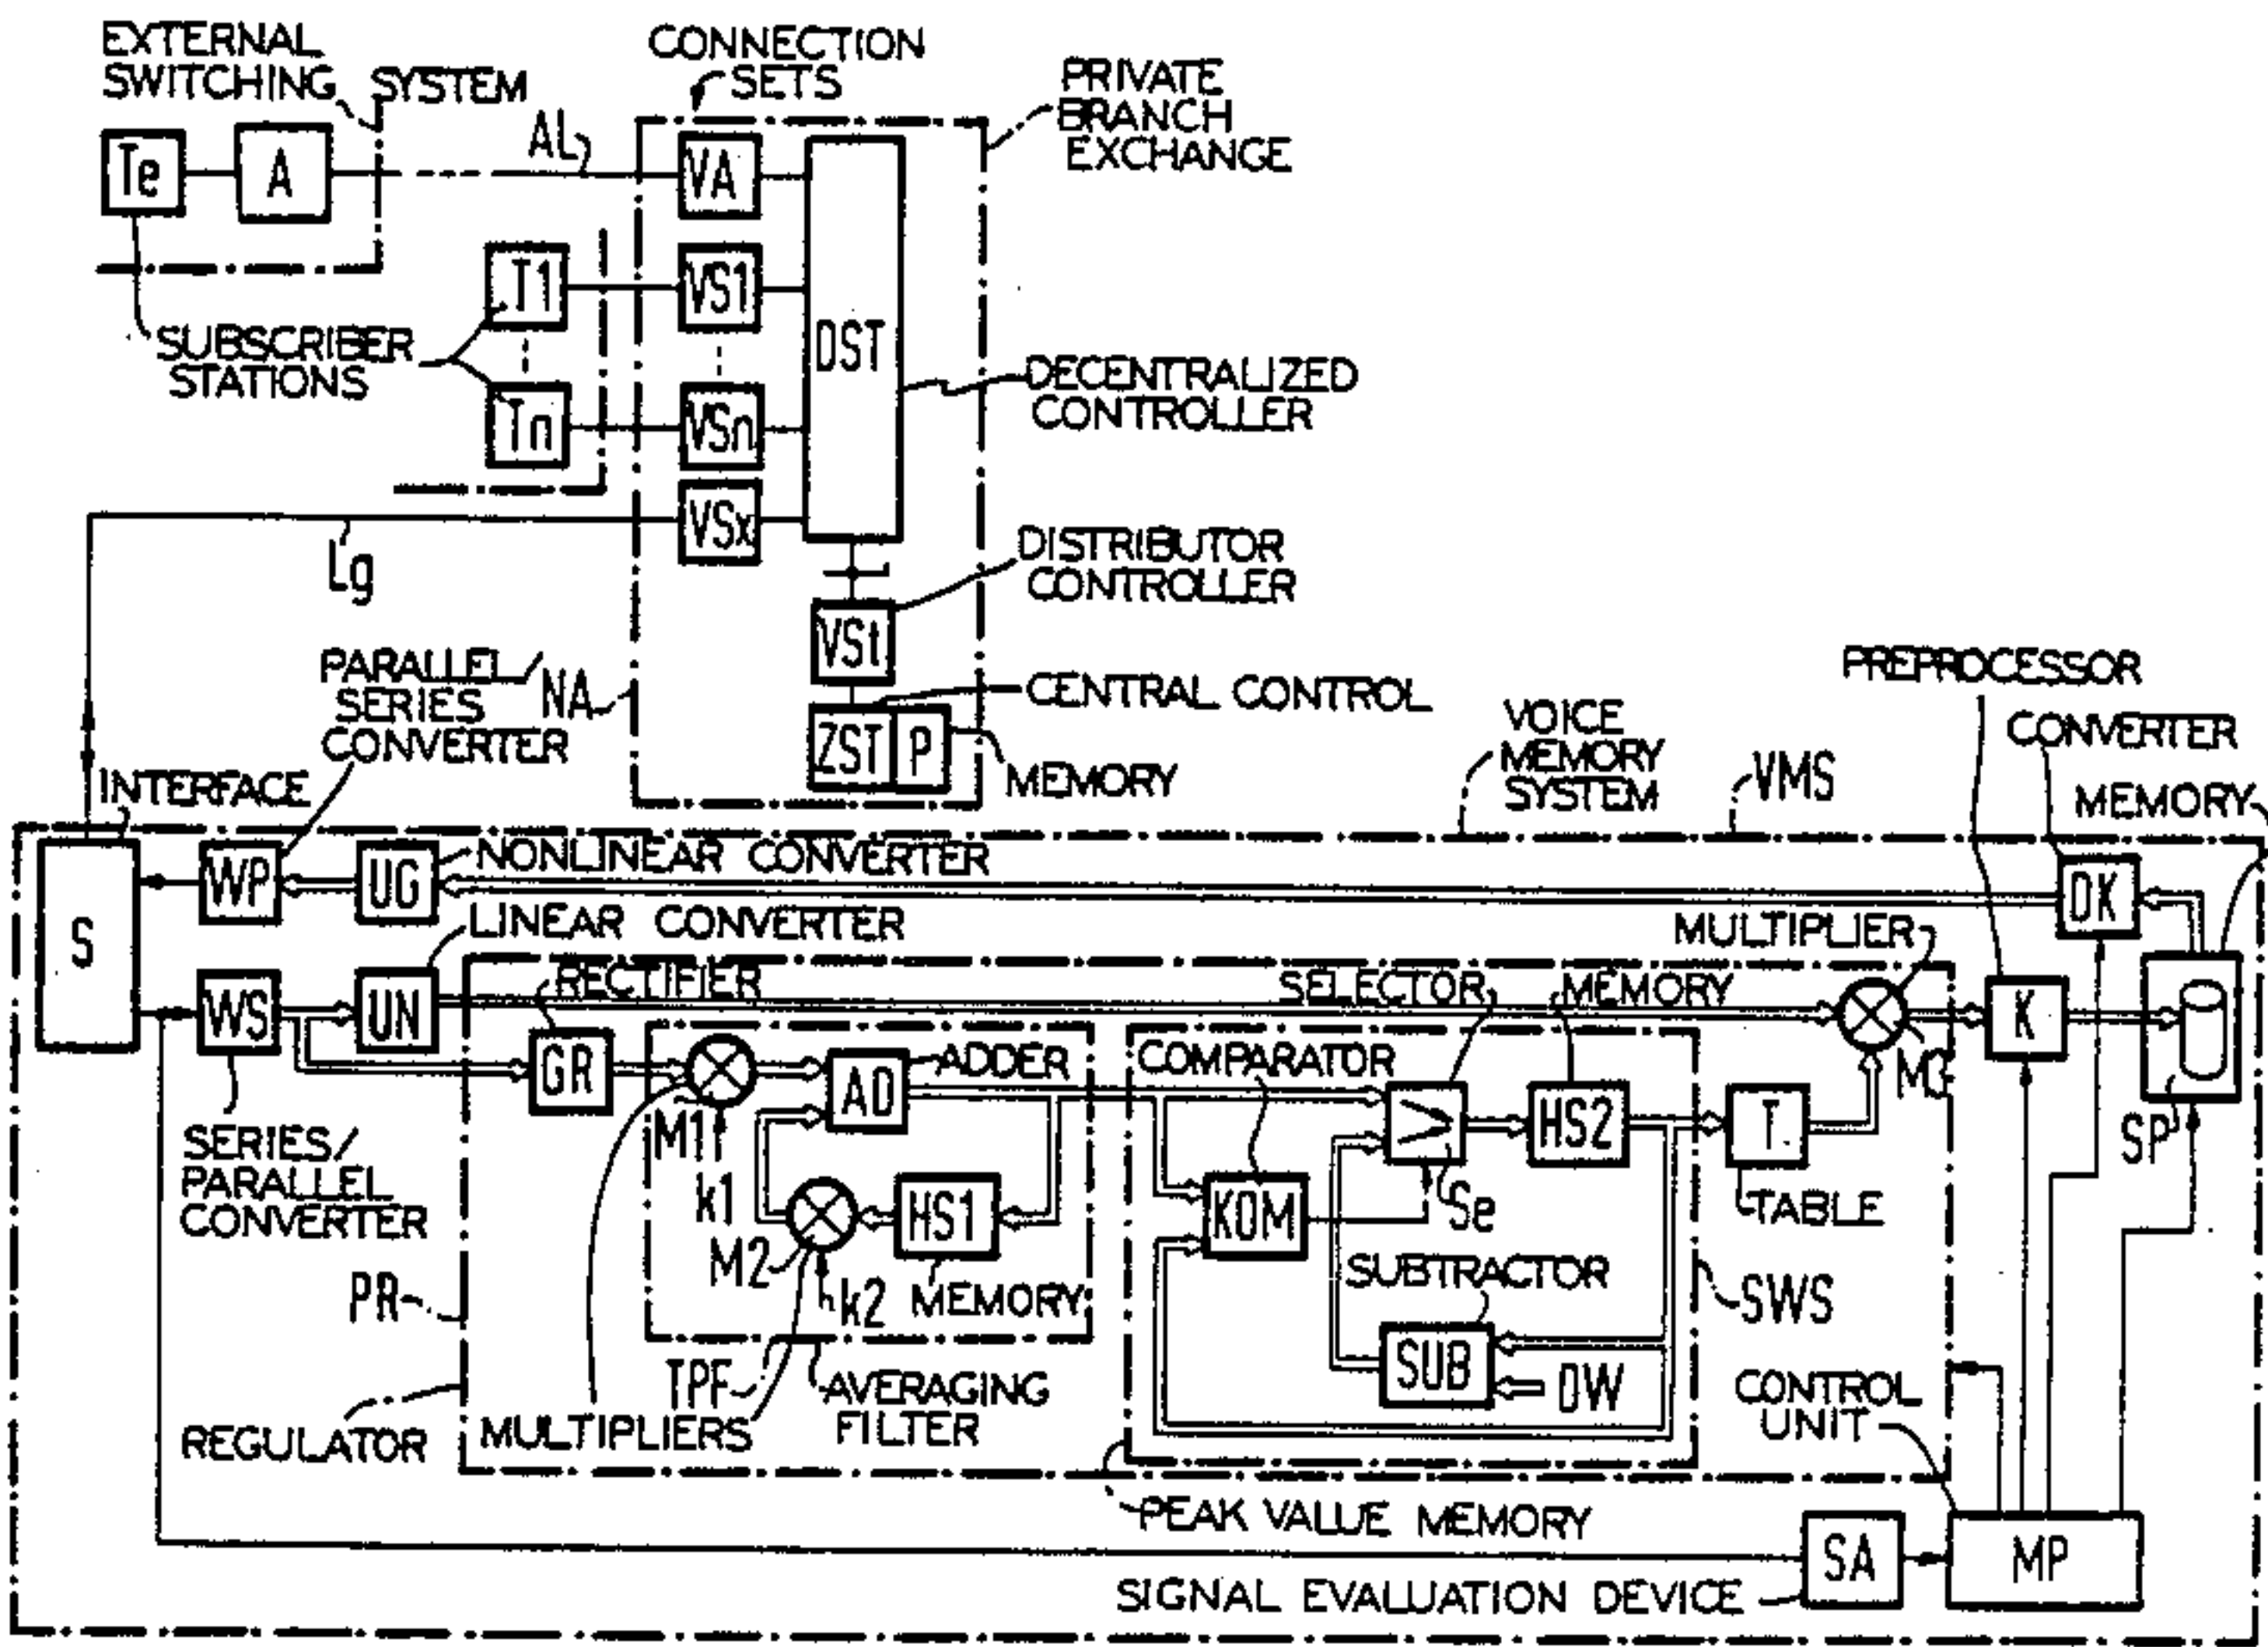 EXTERNAL
SWITCHING SYSTEM
CONNECTION
SETS
PRIVATE
BRANCH
EXCHANGE
Te
A
AL
VA
T1
VS1
DST
SUBSCRIBER
STATIONS
Tn
VSn
DECENTRALIZED
CONTROLLER
VSx
Lg
DISTRIBUTOR
CONTROLLER
VSt
PARALLEL/
SERIES
CONVERTER
NA
CENTRAL CONTROL
ZST
P
MEMORY
VOICE
MEMORY
SYSTEM
VMS
PREPROCESSOR
CONVERTER
MEMORY
INTERFACE
S
WP
UG
NONLINEAR CONVERTER
DK
LINEAR CONVERTER
MULTIPLIER
WS
UN
RECTIFIER
SELECTOR
MEMORY
K
GR
ADDER
COMPARATOR
M3
M1
AD
HS2
T
SP
SERIES/
PARALLEL
CONVERTER
k1
M2
HS1
KOM
Se
TABLE
PR
k2
MEMORY
SUBTRACTOR
SWS
TPF
AVERAGING
FILTER
SUB
DW
CONTROL
UNIT
REGULATOR
MULTIPLIERS
PEAK VALUE MEMORY
SA
MP
SIGNAL EVALUATION DEVICE